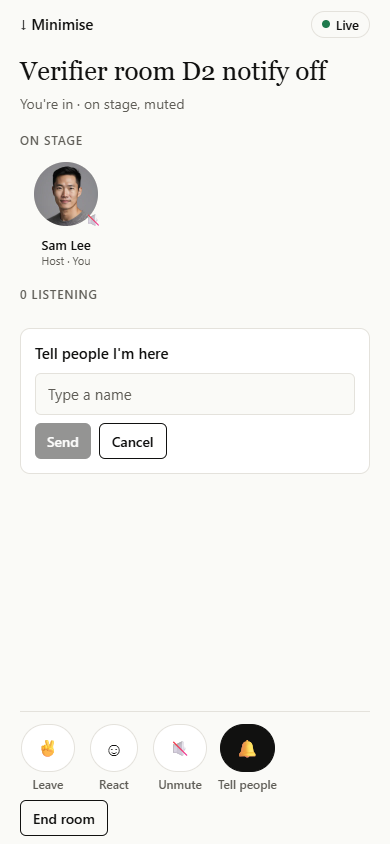 ↓ Minimise
Live
Verifier room D2 notify off
You're in · on stage, muted
ON STAGE
Sam Lee
Host · You
0 LISTENING
Tell people I'm here
Type a name
Send
Cancel
Leave
React
Unmute
Tell people
End room